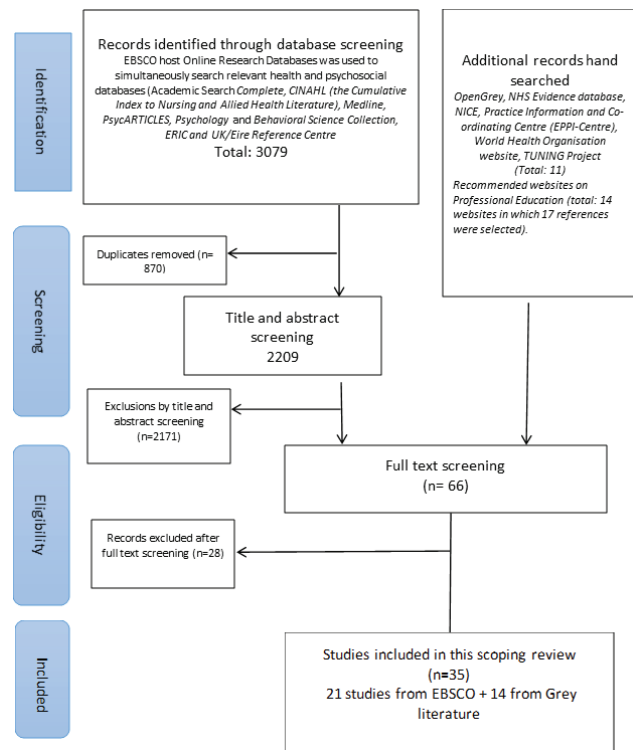 Identification
Records identified through database screening
EBSCO host Online Research Databases was used to
simultaneously search relevant health and psychosocial
databases (Academic Search Complete, CINAHL (the Cumulative
Index to Nursing and Allied Health Literature), Medline,
PsycARTICLES, Psychology and Behavioral Science Collection,
ERIC and UK/Eire Reference Centre
Total: 3079
Additional records hand
searched
OpenGrey, NHS Evidence database,
NICE, Practice Information and Co-
ordinating Centre (EPPI-Centre),
World Health Organisation
website, TUNING Project
(Total: 11)
Recommended websites on
Professional Education (total: 14
websites in which 17 references
were selected).
Screening
Duplicates removed (n=
870)
Title and abstract
screening
2209
Exclusions by title and
abstract screening
(n=2171)
Eligibility
Full text screening
(n= 66)
Records excluded after
full text screening (n=28)
Included
Studies included in this scoping review
(n=35)
21 studies from EBSCO + 14 from Grey
literature